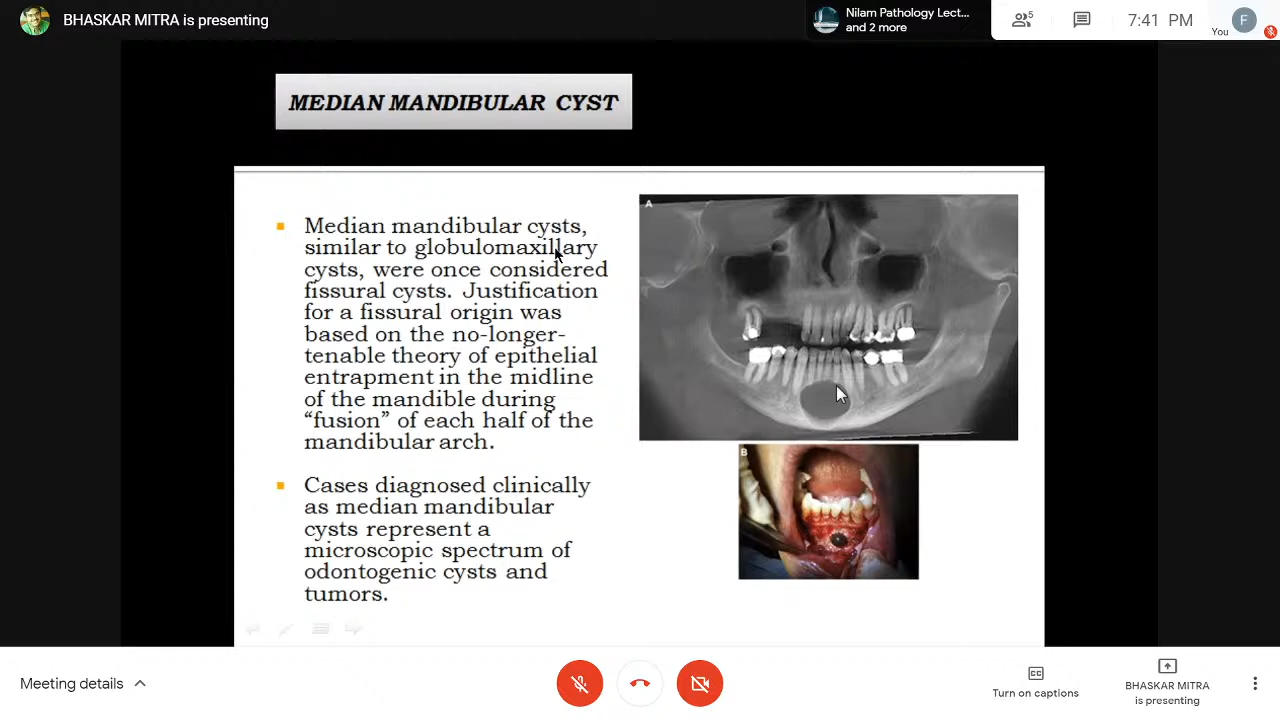 BHASKAR MITRA is presenting
Nilam Pathology Lect...
and 2 more
5
7:41 PM
You
F
MEDIAN MANDIBULAR CYST
Median mandibular cysts,
similar to globulomaxillary
cysts, were once considered
fissural cysts. Justification
for a fissural origin was
based on the no-longer-
tenable theory of epithelial
entrapment in the midline
of the mandible during
“fusion” of each half of the
mandibular arch.
Cases diagnosed clinically
as median mandibular
cysts represent a
microscopic spectrum of
odontogenic cysts and
tumors.
A
B
Meeting details
CC
Turn on captions
BHASKAR MITRA
is presenting